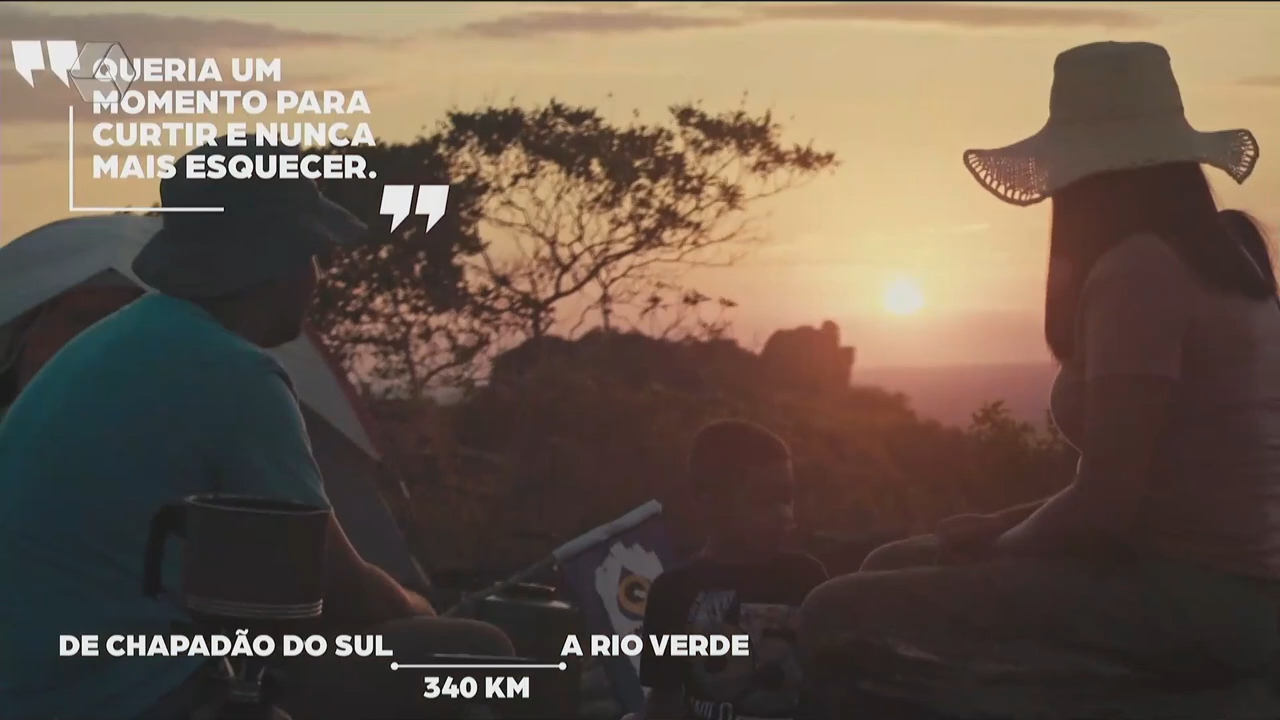 QUERIA UM
MOMENTO PARA
CURTIR E NUNCA
MAIS ESQUECER.
DE CHAPADÃO DO SUL
A RIO VERDE
340 KM